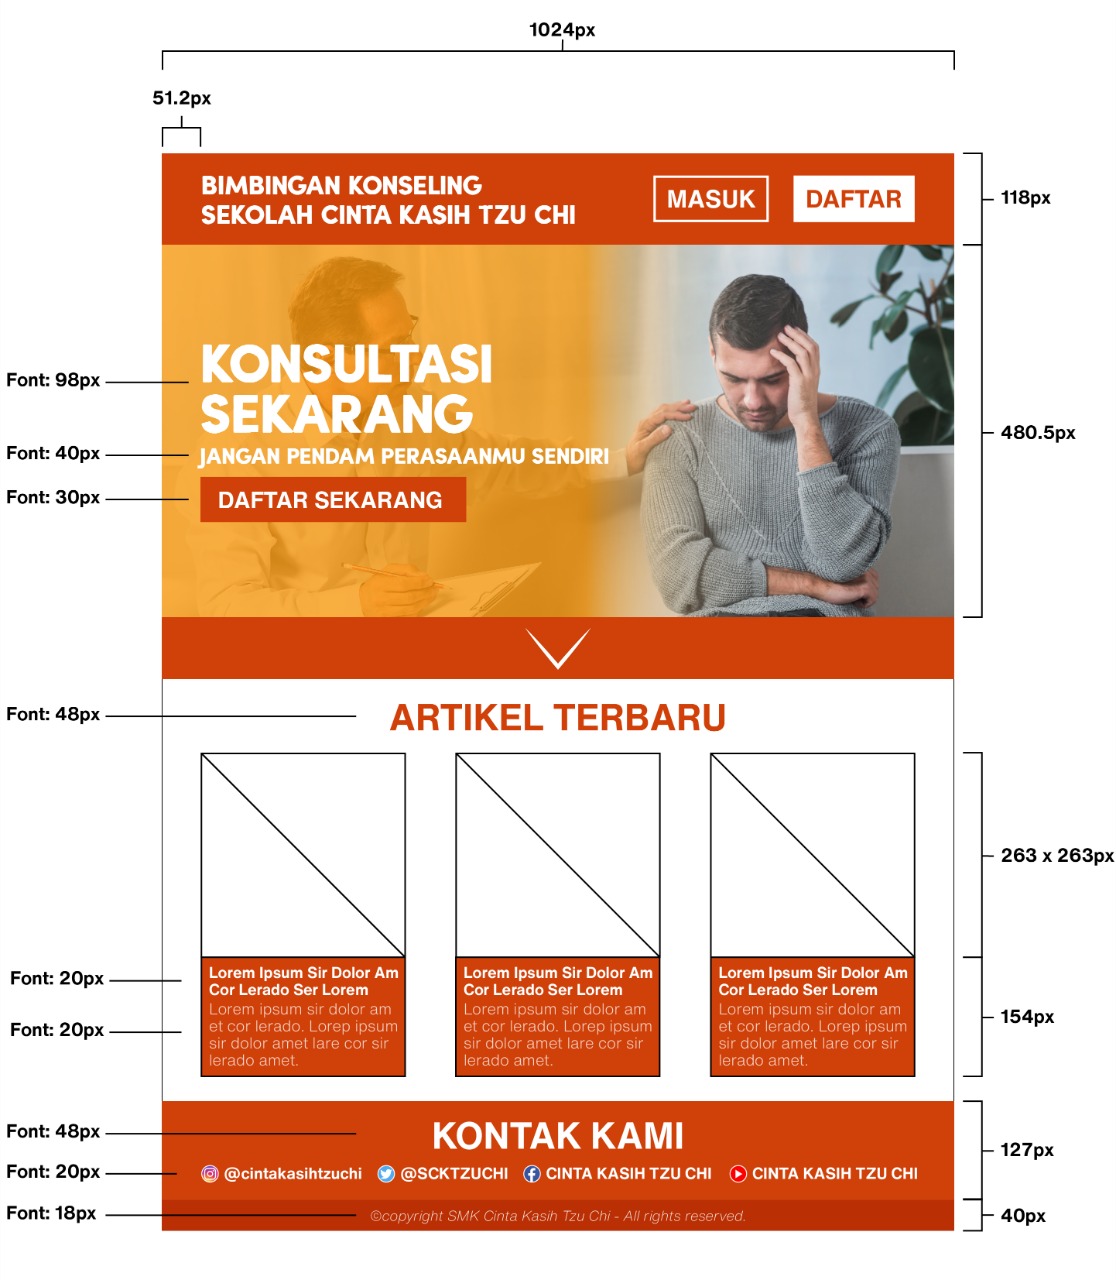 1024px
51.2px
BIMBINGAN KONSELING
SEKOLAH CINTA KASIH TZU CHI
MASUK
DAFTAR
118px
KONSULTASI
SEKARANG
Font: 98px
JANGAN PENDAM PERASAANMU SENDIRI
Font: 40px
480.5px
DAFTAR SEKARANG
Font: 30px
ARTIKEL TERBARU
Font: 48px
263 x 263px
Lorem Ipsum Sir Dolor Am
Cor Lerado Ser Lorem
Lorem ipsum sir dolor am
et cor lerado. Lorep ipsum
sir dolor amet lare cor sir
lerado amet.
Lorem Ipsum Sir Dolor Am
Cor Lerado Ser Lorem
Lorem ipsum sir dolor am
et cor lerado. Lorep ipsum
sir dolor amet lare cor sir
lerado amet.
Lorem Ipsum Sir Dolor Am
Cor Lerado Ser Lorem
Lorem ipsum sir dolor am
et cor lerado. Lorep ipsum
sir dolor amet lare cor sir
lerado amet.
Font: 20px
Font: 20px
154px
KONTAK KAMI
Font: 48px
127px
@cintakasihtzuchi
@SCKTZUCHI
CINTA KASIH TZU CHI
CINTA KASIH TZU CHI
Font: 20px
©copyright SMK Cinta Kasih Tzu Chi - All rights reserved.
Font: 18px
40px